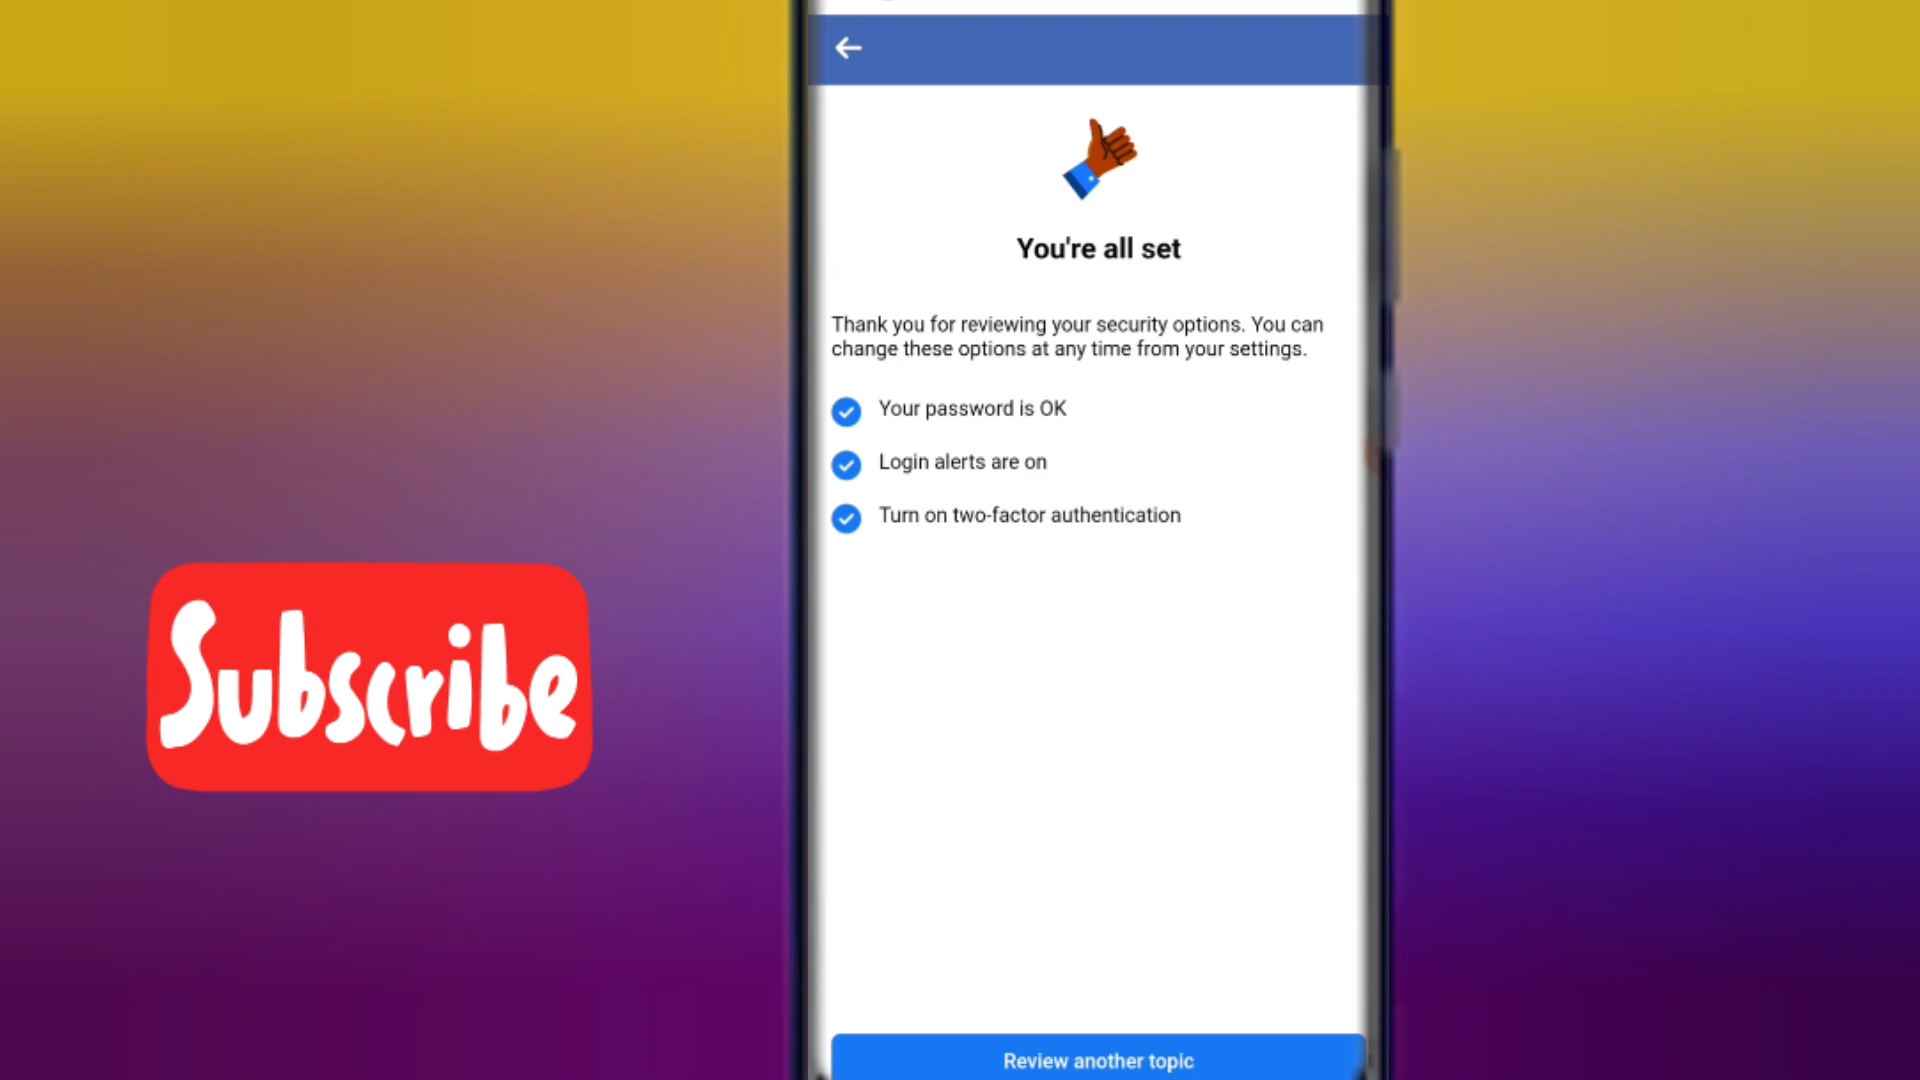 You're all set
Thank you for reviewing your security options. You can
change these options at any time from your settings.
Your password is OK
Login alerts are on
Turn on two-factor authentication
Subscribe
Review another topic